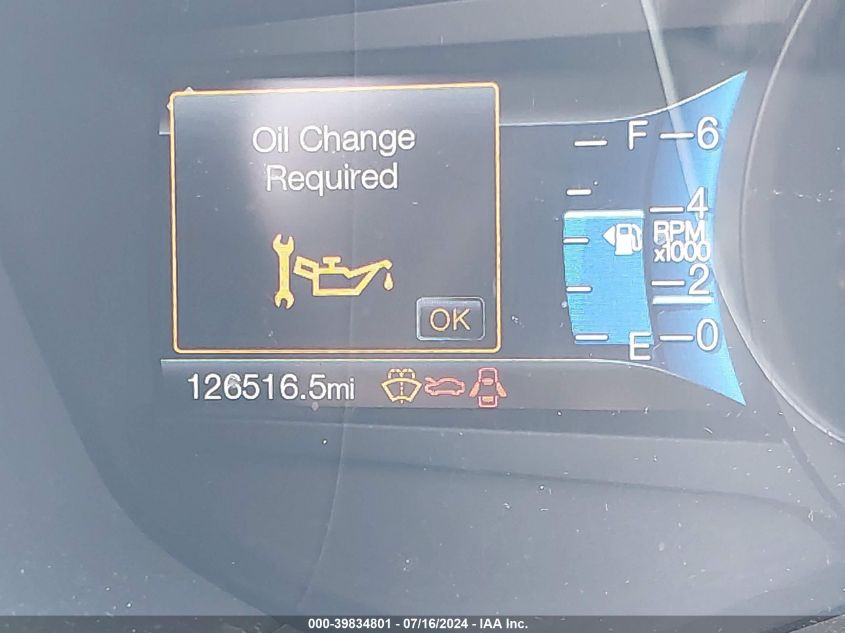 Oil Change
Required
OK
F
6
4
RPM
x1000
2
E
0
126516.5mi
000-39834801 - 07/16/2024 - IAA Inc.